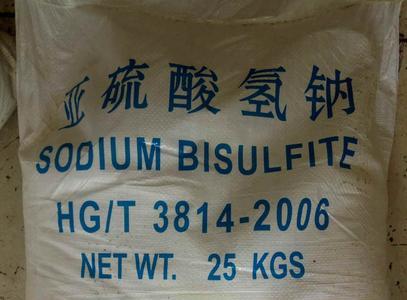 亚硫酸氢钠
SODIUM BISULFITE
HG/T 3814-2006
NET WT. 25 KGS